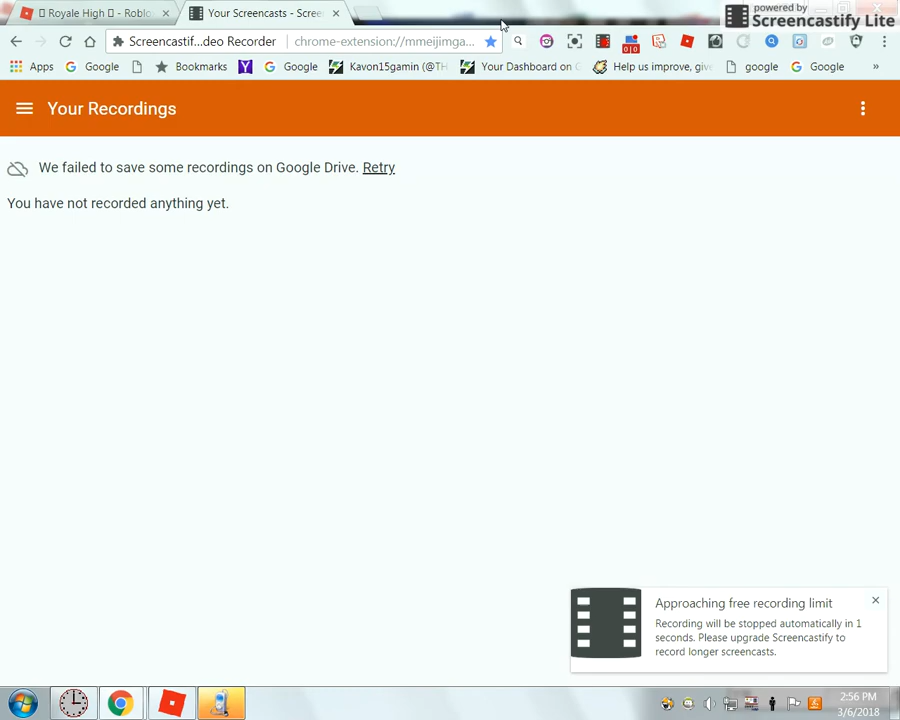 Royale High - Roblo
Your Screencasts - Scree
powered by
Screencastify Lite
Screencastif...deo Recorder
chrome-extension://mmeijimga...
Apps
Google
Bookmarks
Google
Kavon15gamin (@TH
Your Dashboard on G
Help us improve, give
google
Google
»
Your Recordings
We failed to save some recordings on Google Drive. Retry
You have not recorded anything yet.
Approaching free recording limit
Recording will be stopped automatically in 1
seconds. Please upgrade Screencastify to
record longer screencasts.
2:56 PM
3/6/2018